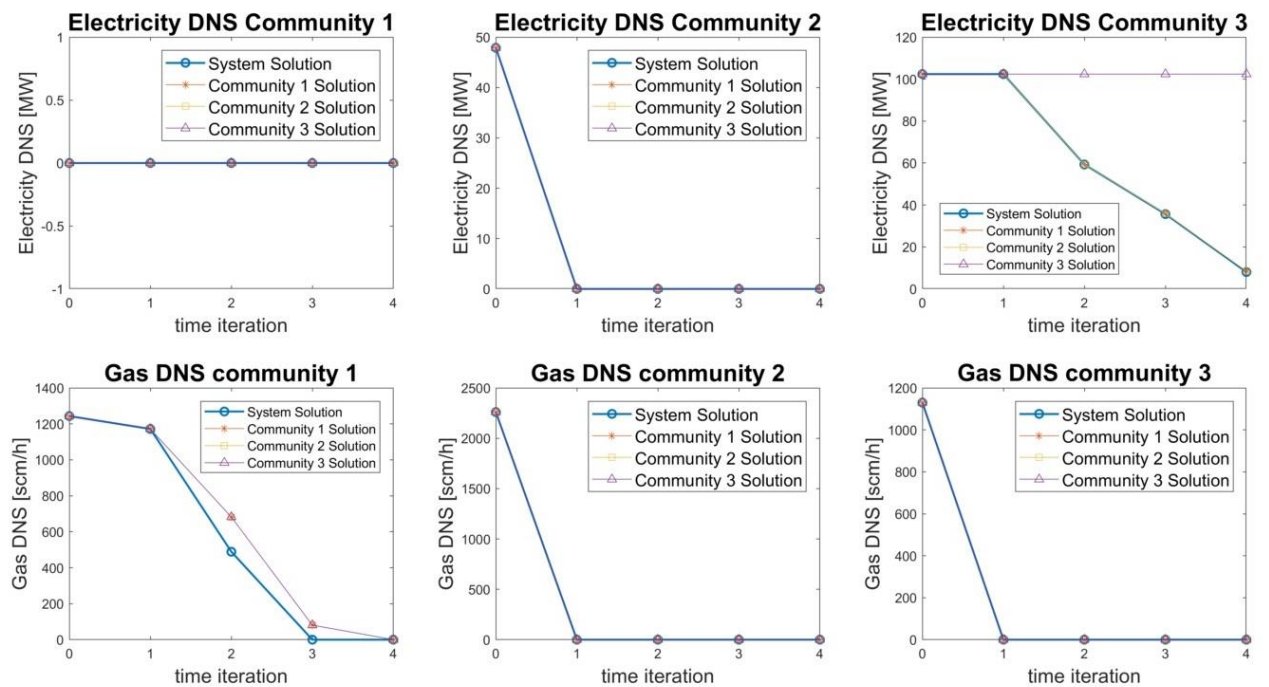 Electricity DNS Community 1
Electricity DNS [MW]
1
0.5
0
-0.5
-1
System Solution
Community 1 Solution
Community 2 Solution
Community 3 Solution
0 1 2 3 4
time iteration
Electricity DNS Community 2
Electricity DNS [MW]
50
40
30
20
10
0
System Solution
Community 1 Solution
Community 2 Solution
Community 3 Solution
0 1 2 3 4
time iteration
Electricity DNS Community 3
Electricity DNS [MW]
120
100
80
60
40
20
0
System Solution
Community 1 Solution
Community 2 Solution
Community 3 Solution
0 1 2 3 4
time iteration
Gas DNS community 1
Gas DNS [scm/h]
1400
1200
1000
800
600
400
200
0
System Solution
Community 1 Solution
Community 2 Solution
Community 3 Solution
0 1 2 3 4
time iteration
Gas DNS community 2
Gas DNS [scm/h]
2500
2000
1500
1000
500
0
System Solution
Community 1 Solution
Community 2 Solution
Community 3 Solution
0 1 2 3 4
time iteration
Gas DNS community 3
Gas DNS [scm/h]
1200
1000
800
600
400
200
0
System Solution
Community 1 Solution
Community 2 Solution
Community 3 Solution
0 1 2 3 4
time iteration